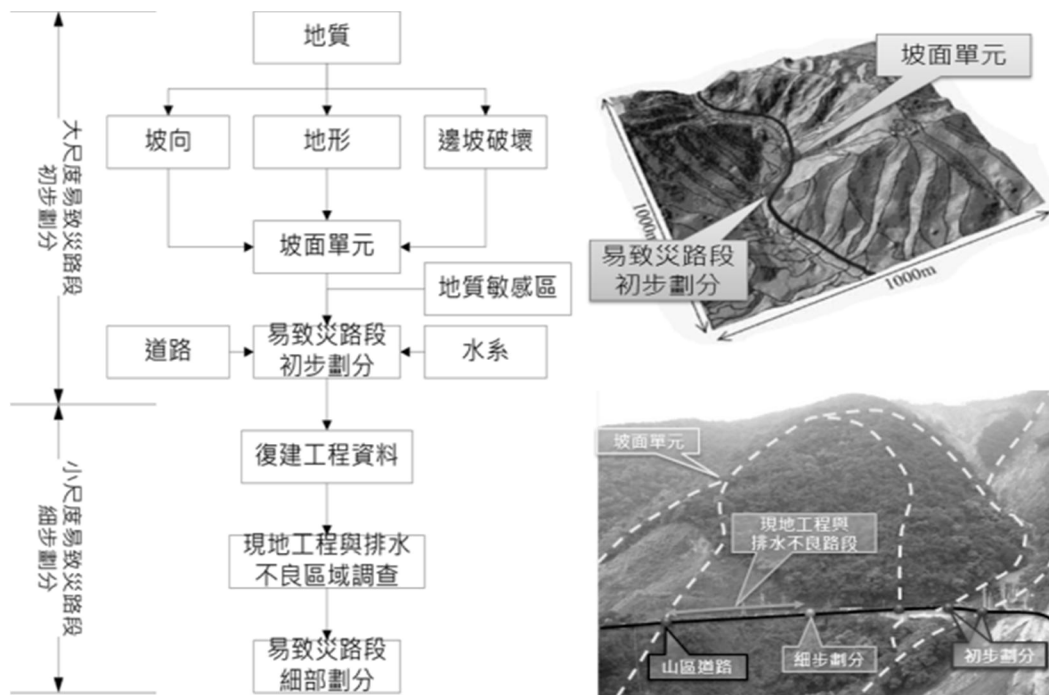 地質
坡向
地形
邊坡破壞
坡面單元
地質敏感區
道路
易致災路段
初步劃分
水系
復建工程資料
現地工程與排水
不良區域調查
易致災路段
細部劃分
大尺度易致災路段
初步劃分
小尺度易致災路段
細步劃分
坡面單元
易致災路段
初步劃分
1000m
1000m
坡面單元
現地工程與
排水不良路段
山區道路
細步劃分
初步劃分